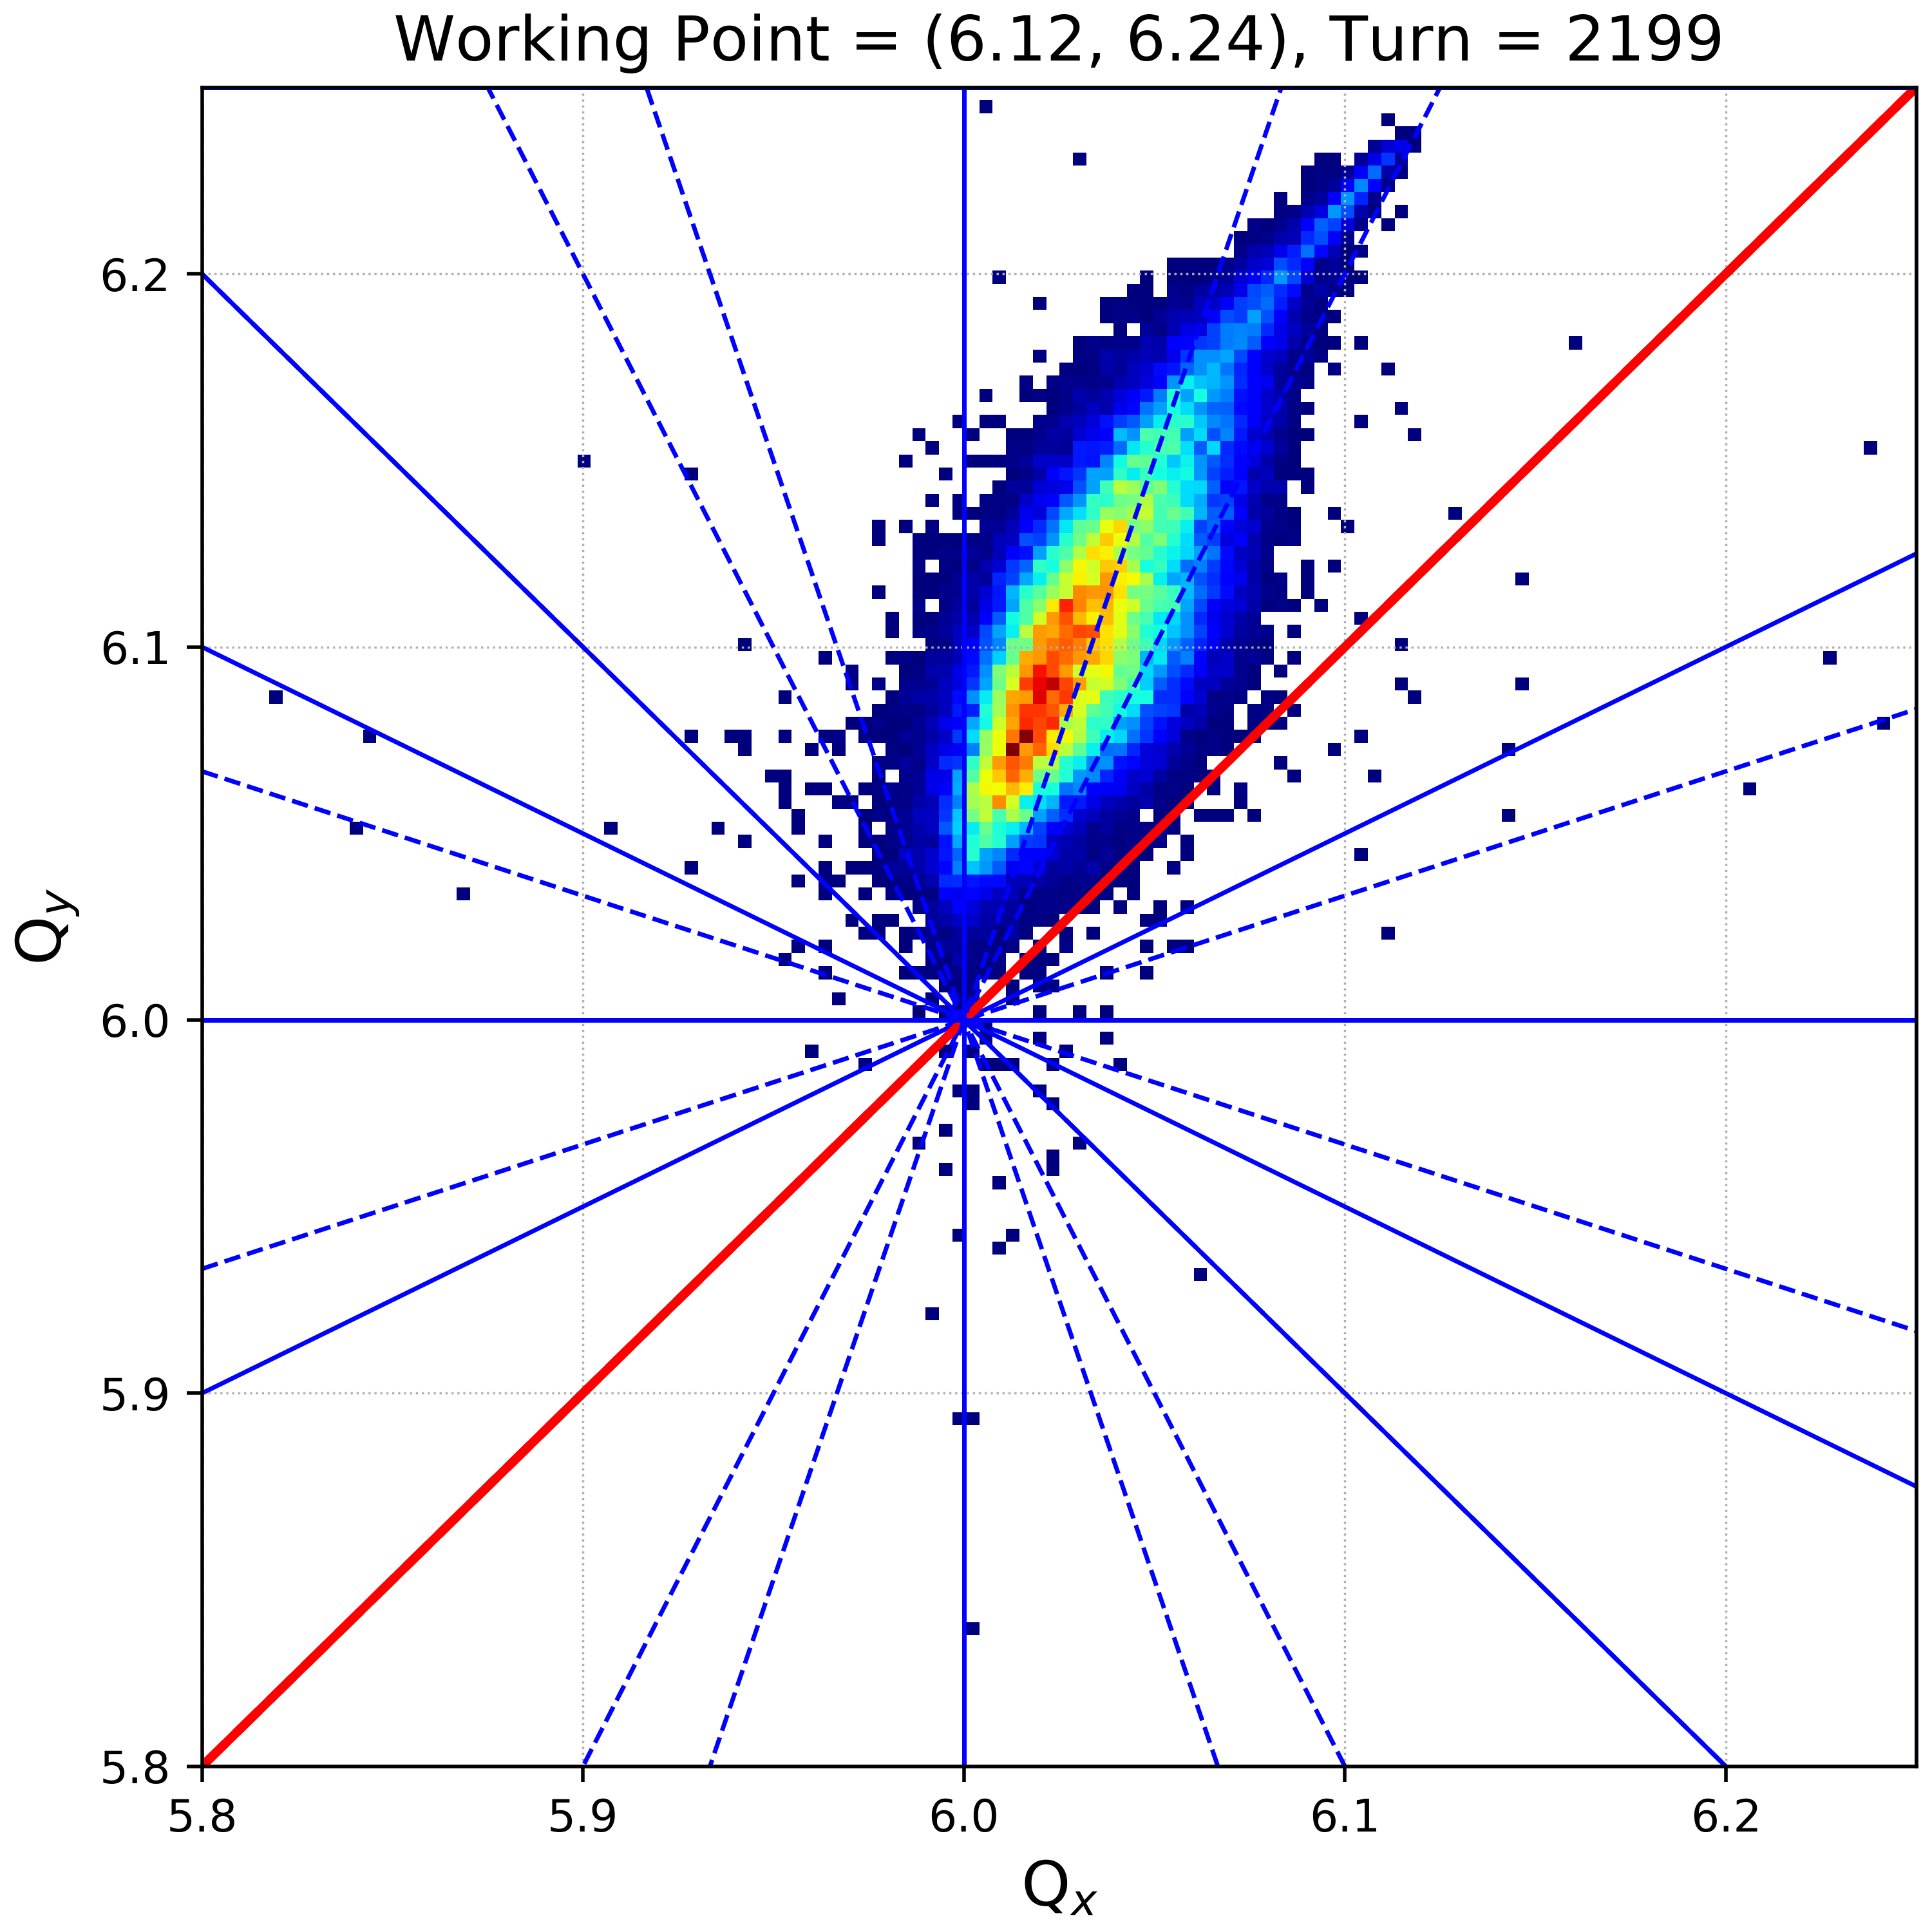 Working Point = (6.12, 6.24), Turn = 2199
6.2
6.1
6.0
5.9
5.8
Qy
5.8 5.9 6.0 6.1 6.2
Qx